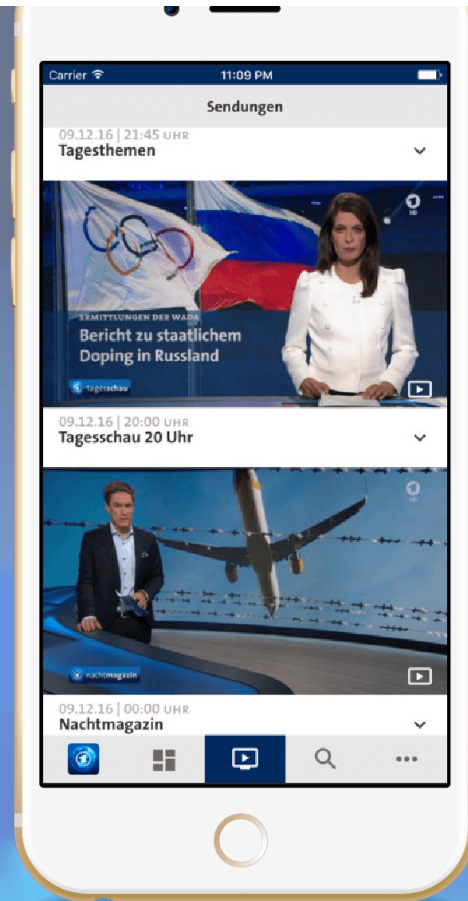 Carrier 11:09 PM
Sendungen
09.12.16 | 21:45 UHR
Tagesthemen
HD
ERMITTLUNGEN DER WADA
Bericht zu staatlichem
Doping in Russland
tagesschau
09.12.16 | 20:00 UHR
Tagesschau 20 Uhr
HD
nachtmagazin
09.12.16 | 00:00 UHR
Nachtmagazin